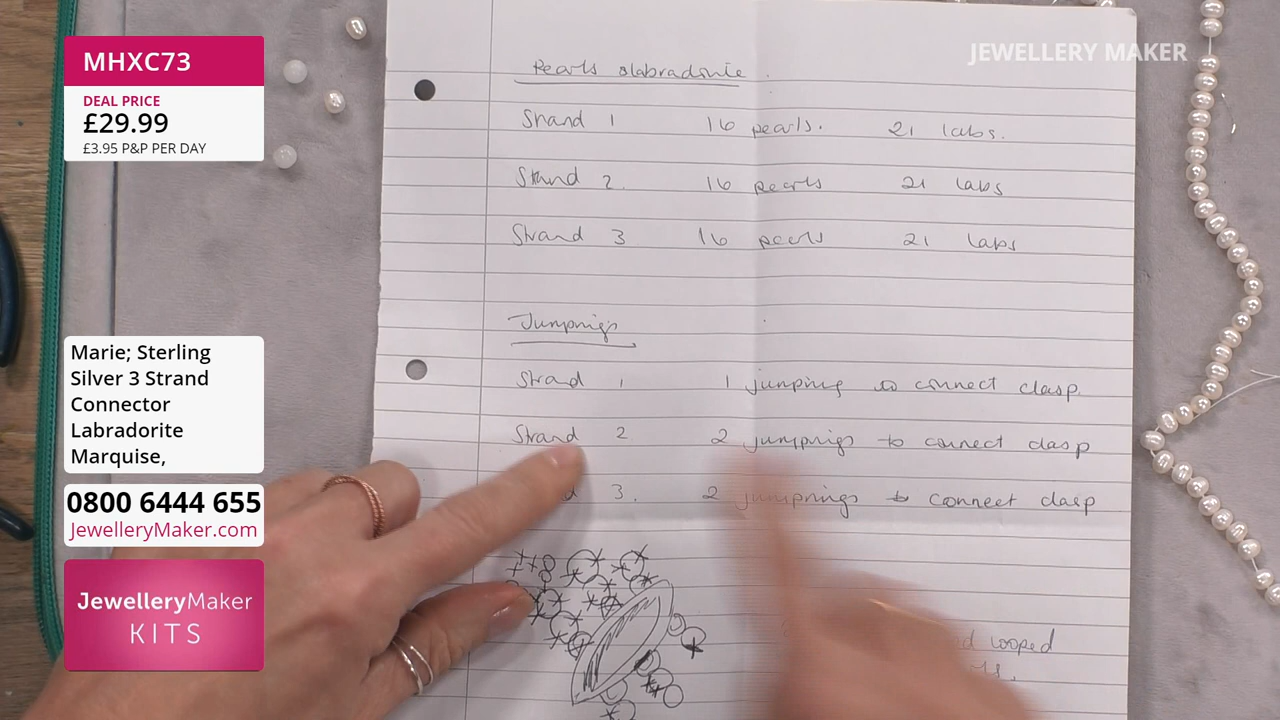 JEWELLERY MAKER
MHXC73
DEAL PRICE
£29.99
£3.95 P&P PER DAY
Pearls & labradorite
Strand 1 16 pearls. 21 labs.
Strand 2. 16 pearls 21 labs
Strand 3 16 pearls 21 labs
Jumprings
Strand 1 1 jumpring to connect clasp.
Strand 2 2 jumprings to connect clasp
3. 2 jumprings to connect clasp
looped
Marie; Sterling
Silver 3 Strand
Connector
Labradorite
Marquise,
0800 6444 655
JewelleryMaker.com
JewelleryMaker
KITS